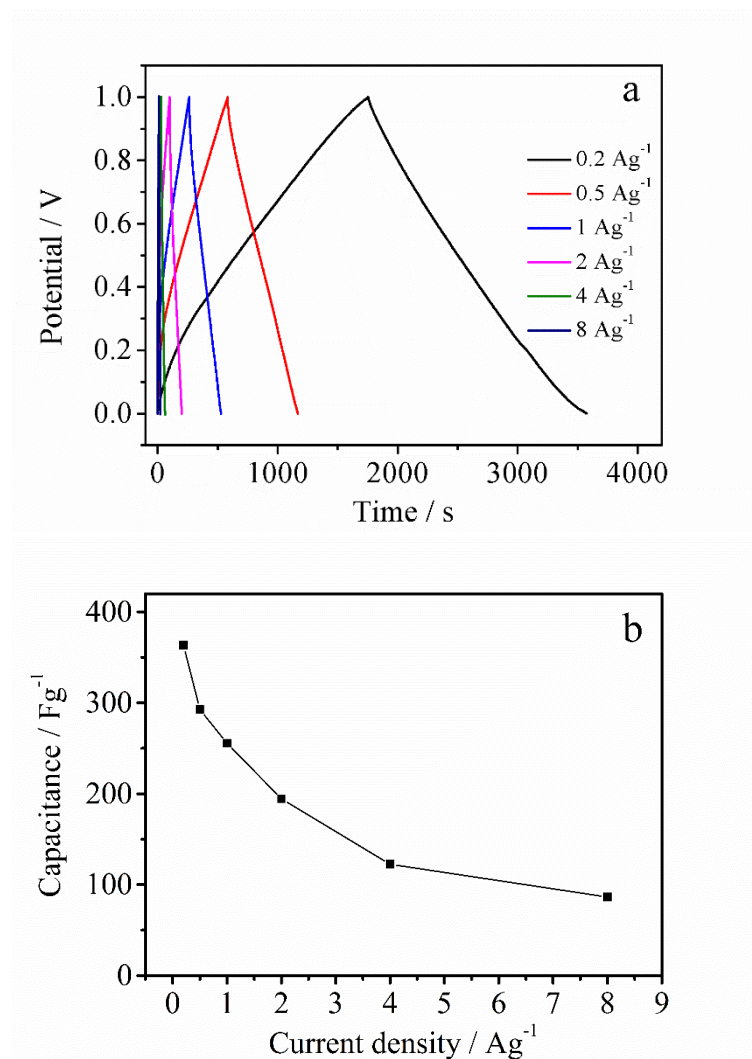 a
1.0
0.8
0.6
0.4
0.2
0.0
Potential / V
0.2 Ag⁻¹
0.5 Ag⁻¹
1 Ag⁻¹
2 Ag⁻¹
4 Ag⁻¹
8 Ag⁻¹
0 1000 2000 3000 4000
Time / s
b
400
300
200
100
0
Capacitance / Fg⁻¹
0 1 2 3 4 5 6 7 8 9
Current density / Ag⁻¹